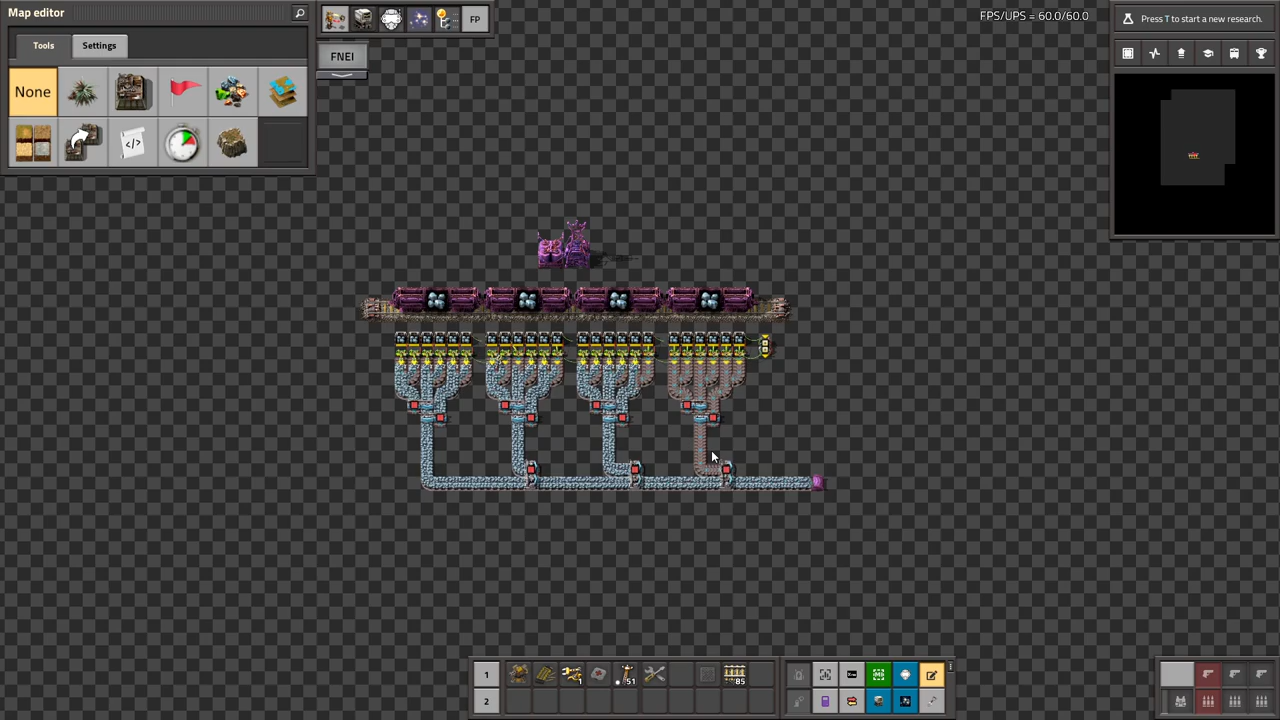 Map editor
Tools Settings
None
</>
FP
FNEI
FPS/UPS = 60.0/60.0
Press T to start a new research.
1
1
51
85
2